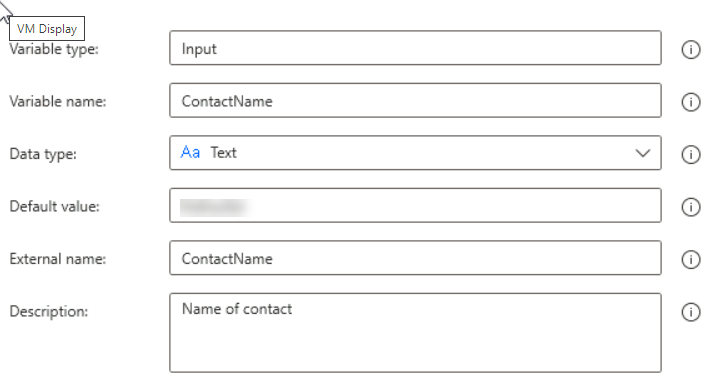 VM Display
Variable type: Input
Variable name: ContactName
Data type: Aa Text
Default value:
External name: ContactName
Description: Name of contact